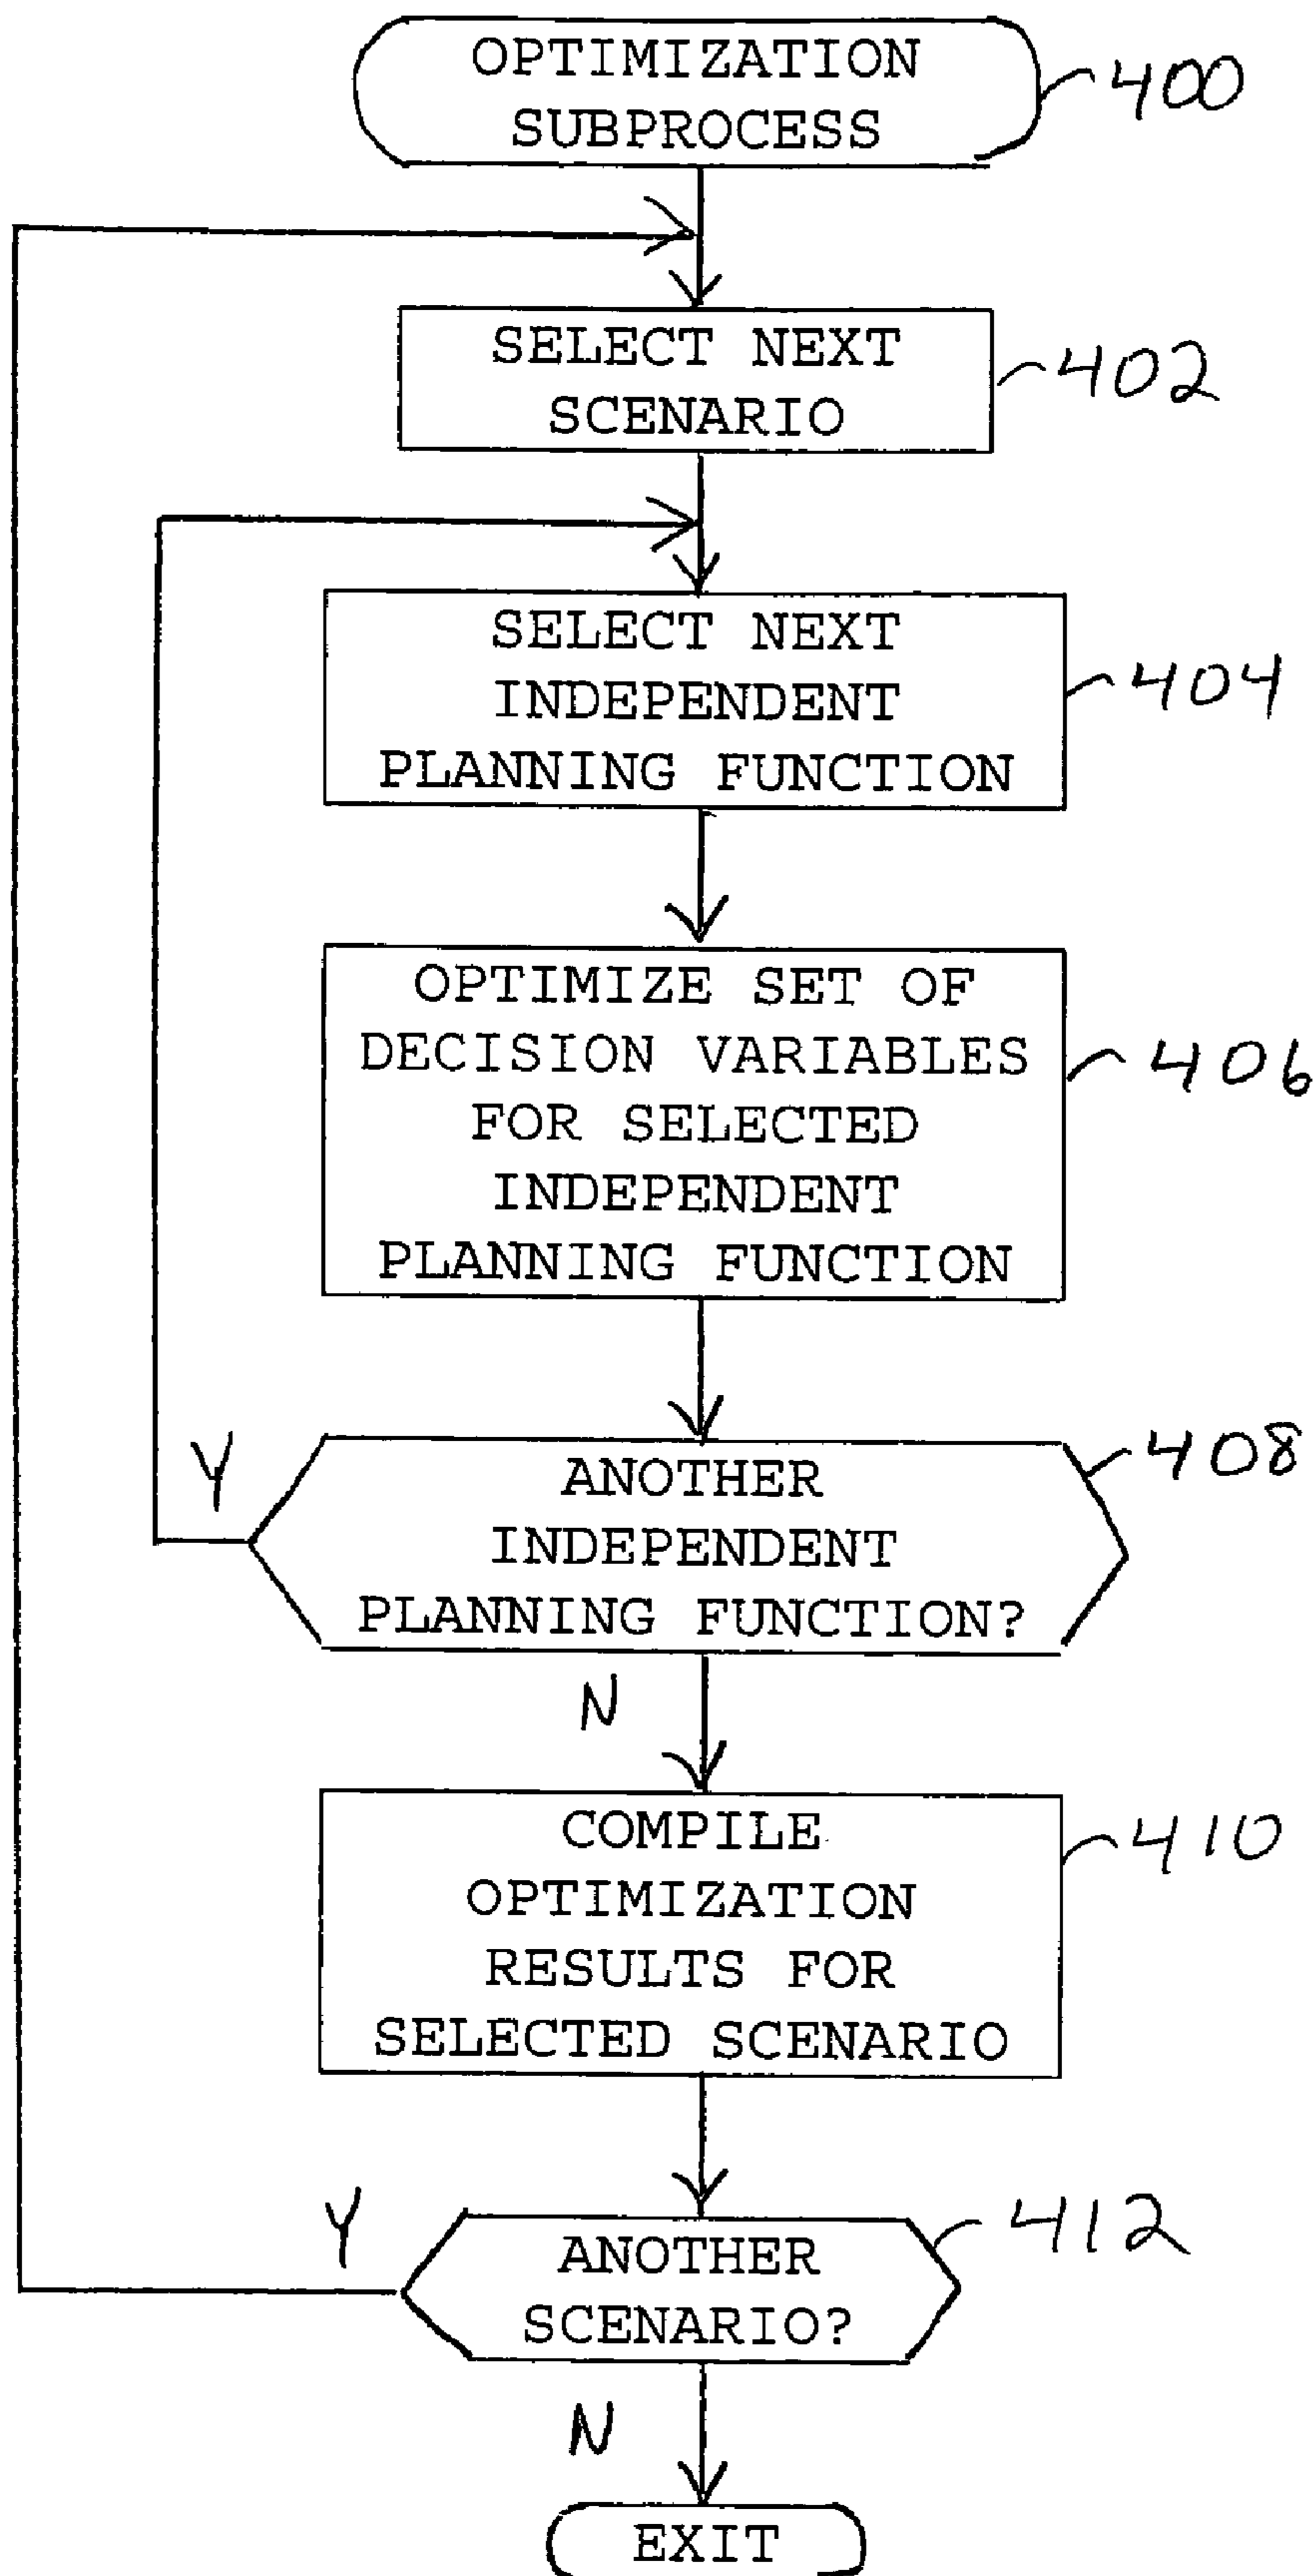 OPTIMIZATION
SUBPROCESS
400
SELECT NEXT
SCENARIO
402
SELECT NEXT
INDEPENDENT
PLANNING FUNCTION
404
OPTIMIZE SET OF
DECISION VARIABLES
FOR SELECTED
INDEPENDENT
PLANNING FUNCTION
406
ANOTHER
INDEPENDENT
PLANNING FUNCTION?
408
Y
N
COMPILE
OPTIMIZATION
RESULTS FOR
SELECTED SCENARIO
410
ANOTHER
SCENARIO?
412
Y
N
EXIT